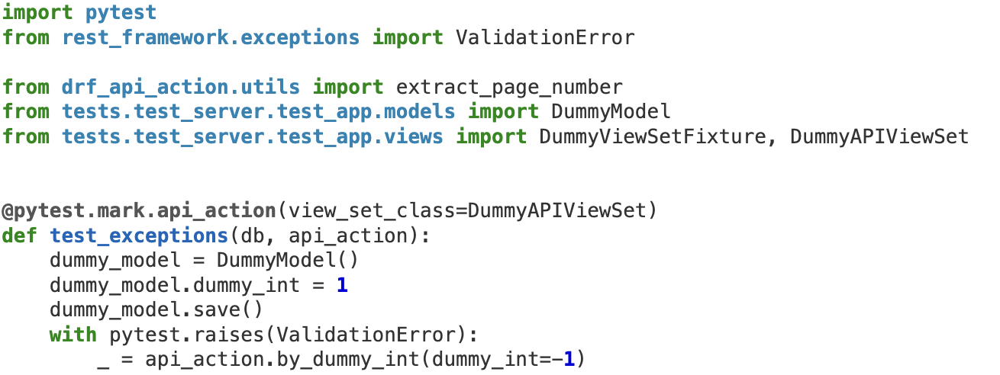 import pytest
from rest_framework.exceptions import ValidationError

from drf_api_action.utils import extract_page_number
from tests.test_server.test_app.models import DummyModel
from tests.test_server.test_app.views import DummyViewSetFixture, DummyAPIViewSet


@pytest.mark.api_action(view_set_class=DummyAPIViewSet)
def test_exceptions(db, api_action):
    dummy_model = DummyModel()
    dummy_model.dummy_int = 1
    dummy_model.save()
    with pytest.raises(ValidationError):
        _ = api_action.by_dummy_int(dummy_int=-1)